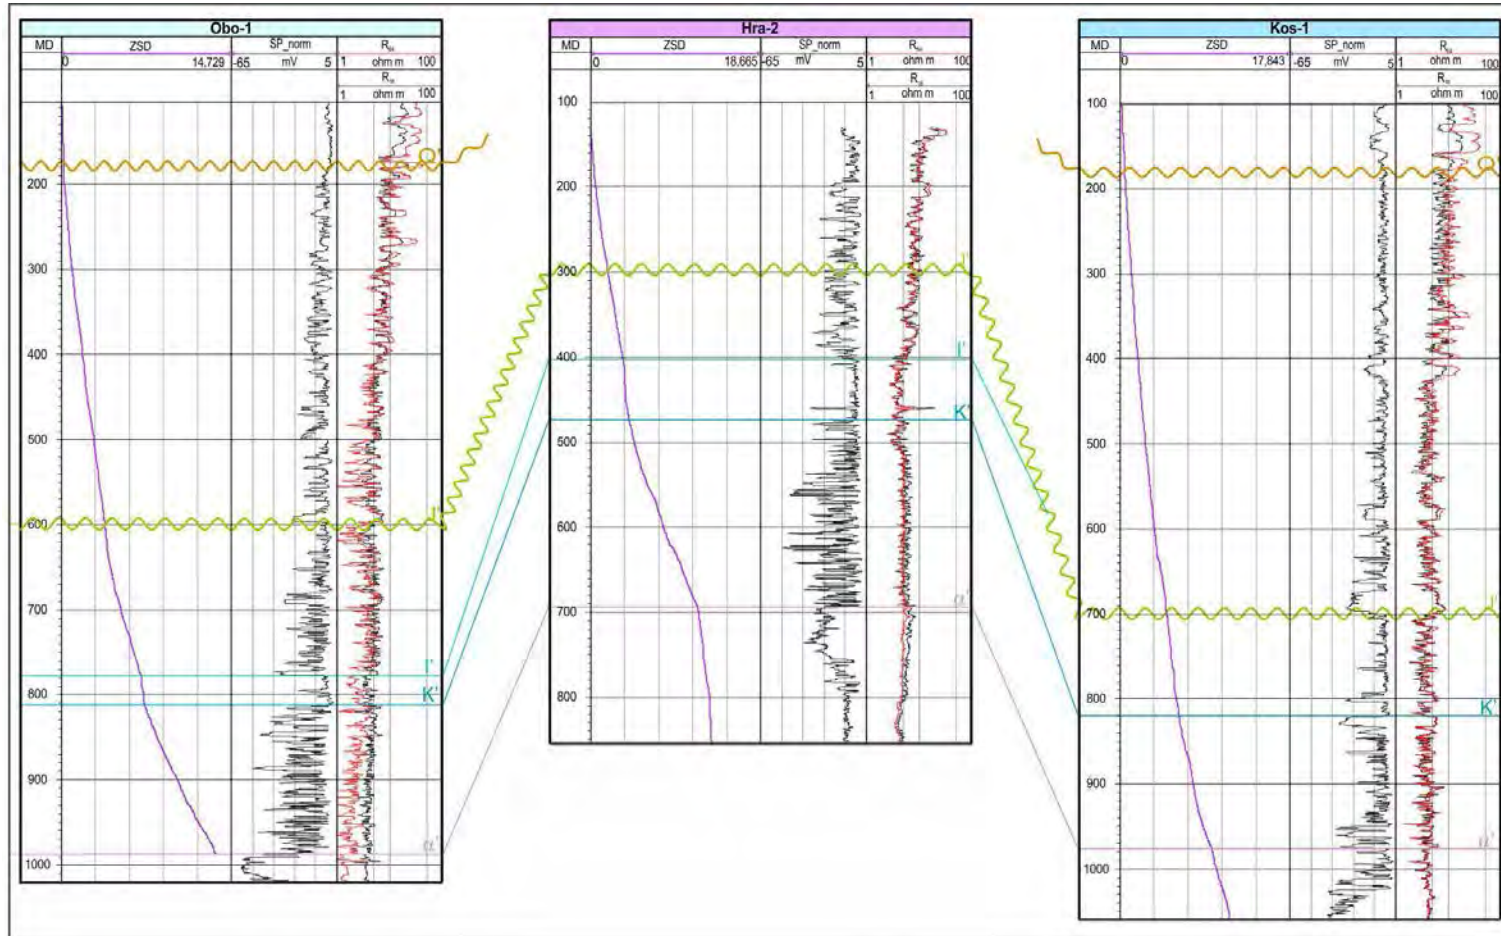 Obo-1
MD ZSD SP_norm
0 14,729 -65 mV 5 1 ohm m 100
1 ohm m 100
200
300
400
500
600
700
800
900
1000
Q'
J'
I'
K'
α'
Hra-2
MD ZSD SP_norm
0 18,665 -65 mV 5 1 ohm m 100
1 ohm m 100
100
200
300
400
500
600
700
800
J'
I'
K'
α'
Kos-1
MD ZSD SP_norm
0 17,843 -65 mV 5 1 ohm m 100
1 ohm m 100
100
200
300
400
500
600
700
800
900
1000
Q'
J'
K'
α'